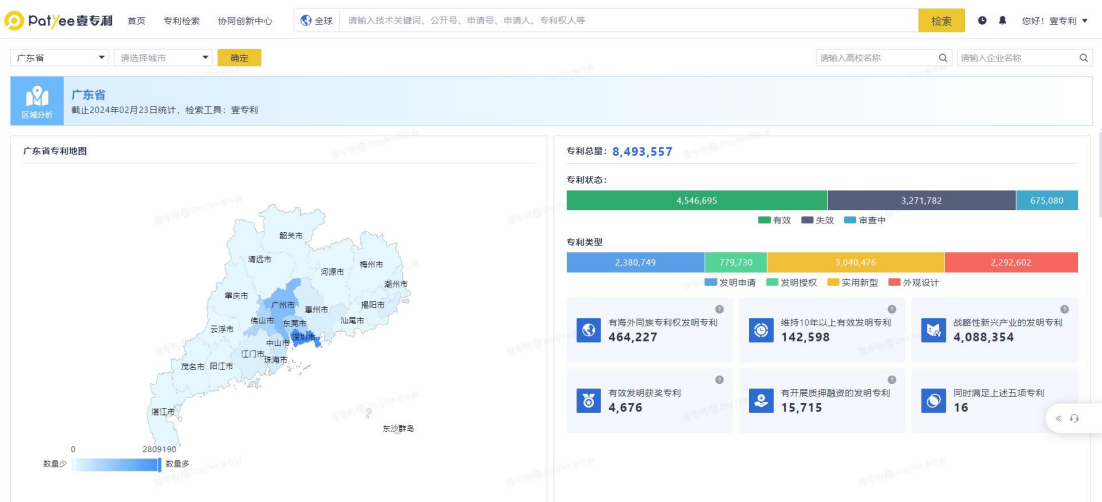 PatYee壹专利 首页 专利检索 协同创新中心 全球 请输入技术关键词、公开号、申请号、申请人、专利权人等 检索 您好！壹专利
广东省 请选择城市 确定 请输入高校名称 请输入企业名称
区域分析
广东省
截止2024年02月23日统计，检索工具：壹专利
广东省专利地图
韶关市
清远市
河源市
梅州市
潮州市
肇庆市
广州市
惠州市
揭阳市
云浮市
佛山市
东莞市
汕尾市
深圳市
中山市
江门市
珠海市
茂名市
阳江市
湛江市
东沙群岛
0 2809190
数量少 数量多
专利总量：8,493,557
专利状态：
4,546,695 3,271,782 675,080
有效 失效 审查中
专利类型
2,380,749 779,730 3,040,476 2,292,602
发明申请 发明授权 实用新型 外观设计
有海外同族专利权发明专利
464,227
维持10年以上有效发明专利
142,598
战略性新兴产业的发明专利
4,088,354
有效发明获奖专利
4,676
有开展质押融资的发明专利
15,715
同时满足上述五项专利
16